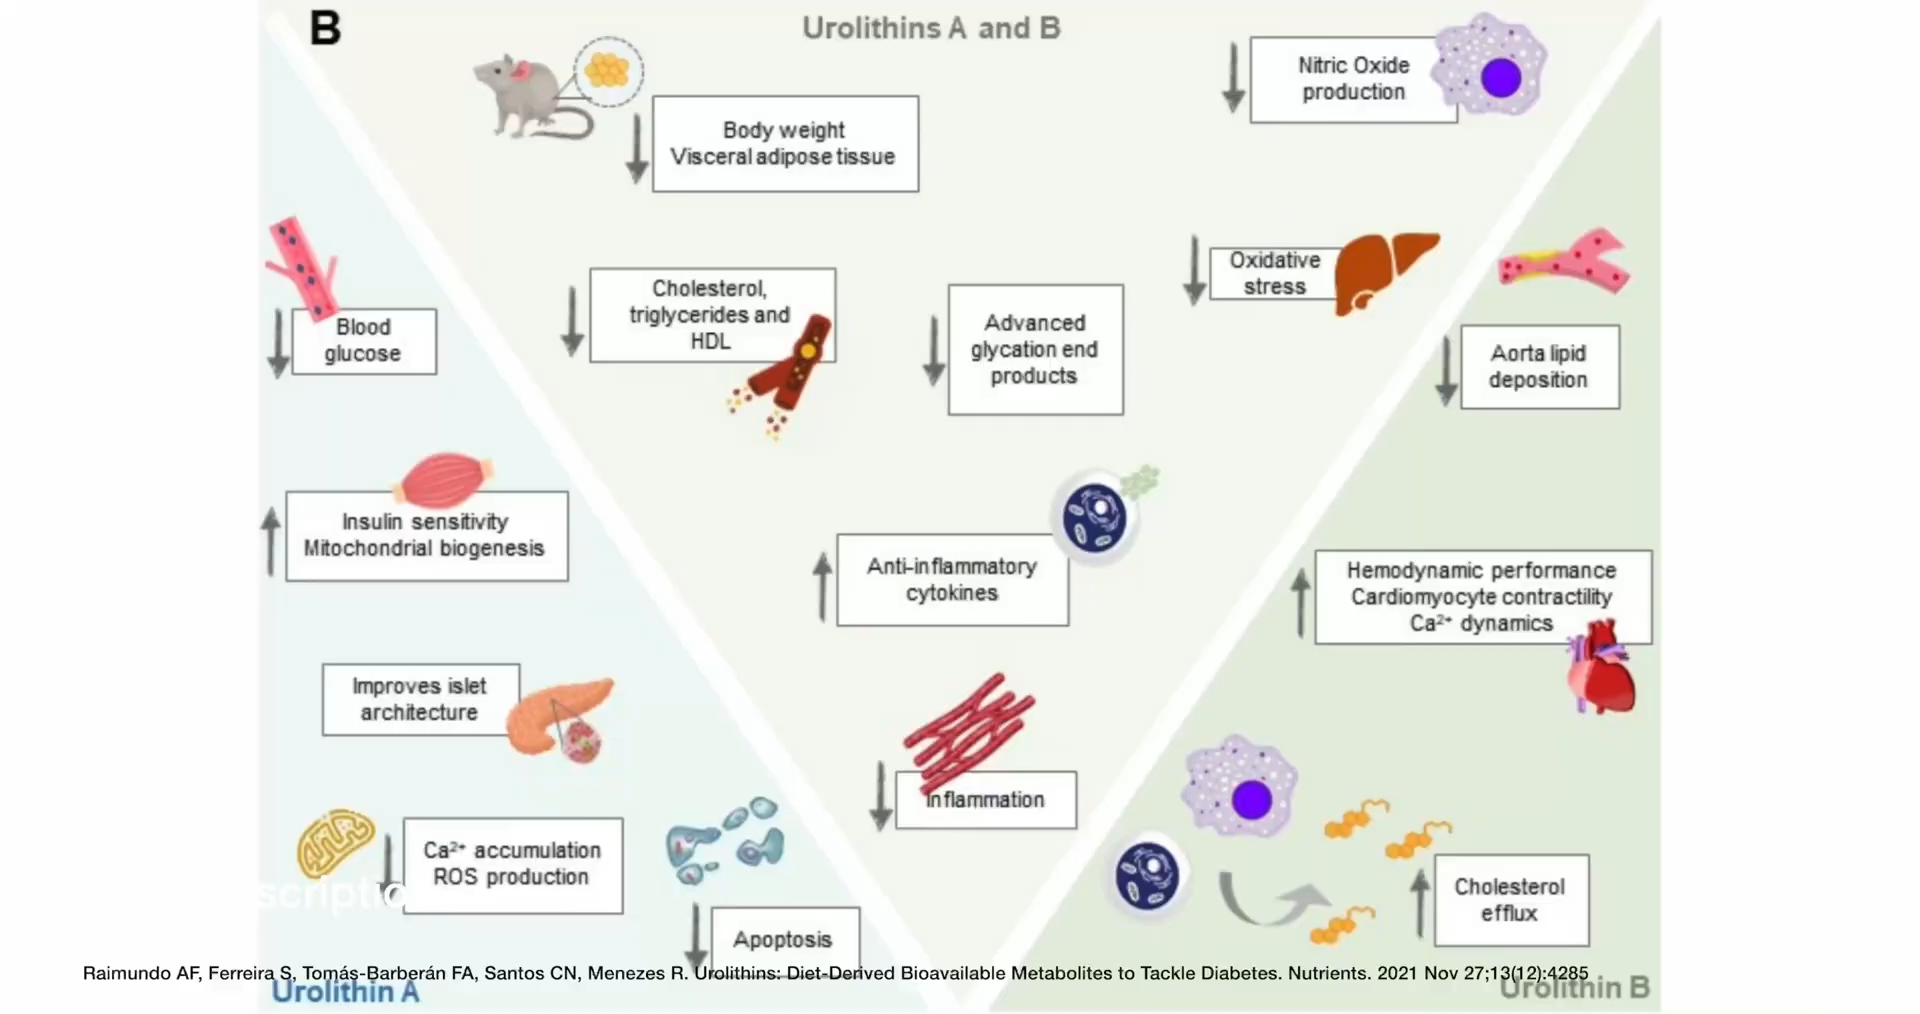 B
Urolithins A and B
Nitric Oxide
production
Body weight
Visceral adipose tissue
Oxidative
stress
Cholesterol,
triglycerides and
HDL
Advanced
glycation end
products
Blood
glucose
Aorta lipid
deposition
Insulin sensitivity
Mitochondrial biogenesis
Anti-inflammatory
cytokines
Hemodynamic performance
Cardiomyocyte contractility
Ca²⁺ dynamics
Improves islet
architecture
Inflammation
Ca²⁺ accumulation
ROS production
Cholesterol
efflux
Apoptosis
Raimundo AF, Ferreira S, Tomás-Barberán FA, Santos CN, Menezes R. Urolithins: Diet-Derived Bioavailable Metabolites to Tackle Diabetes. Nutrients. 2021 Nov 27;13(12):4285
Urolithin A
Urolithin B